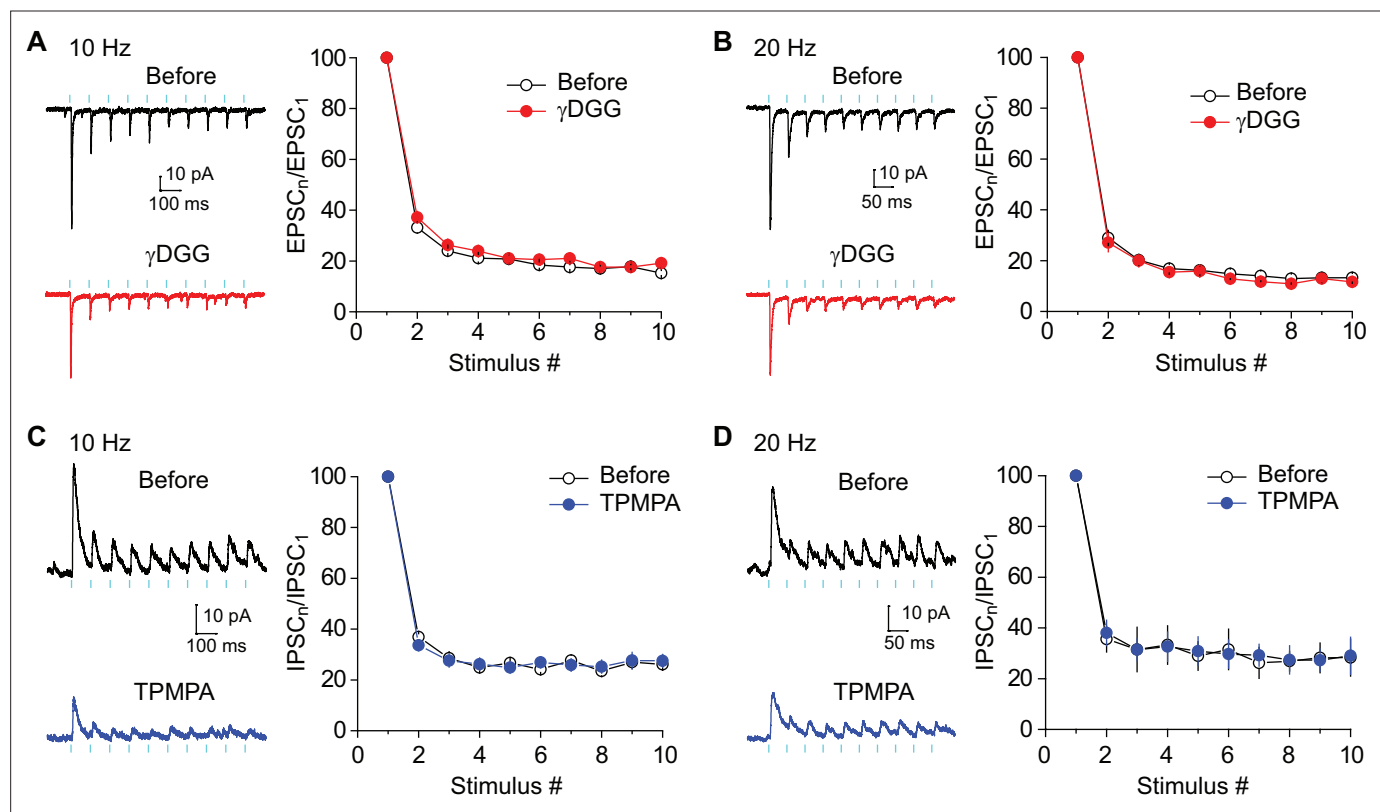 A 10 Hz
Before
10 pA
100 ms
γDGG
EPSCn/EPSC1
100
80
60
40
20
0
Before
γDGG
0 2 4 6 8 10
Stimulus #
B 20 Hz
Before
10 pA
50 ms
γDGG
EPSCn/EPSC1
100
80
60
40
20
0
Before
γDGG
0 2 4 6 8 10
Stimulus #
C 10 Hz
Before
10 pA
100 ms
TPMPA
IPSCn/IPSC1
100
80
60
40
20
0
Before
TPMPA
0 2 4 6 8 10
Stimulus #
D 20 Hz
Before
10 pA
50 ms
TPMPA
IPSCn/IPSC1
100
80
60
40
20
0
Before
TPMPA
0 2 4 6 8 10
Stimulus #